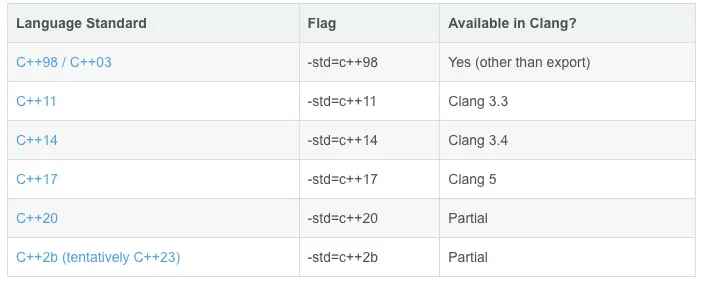 Language Standard Flag Available in Clang?
C++98 / C++03 -std=c++98 Yes (other than export)
C++11 -std=c++11 Clang 3.3
C++14 -std=c++14 Clang 3.4
C++17 -std=c++17 Clang 5
C++20 -std=c++20 Partial
C++2b (tentatively C++23) -std=c++2b Partial